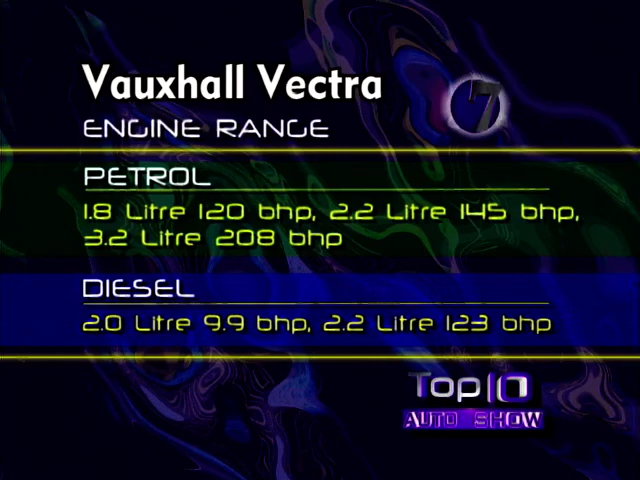 Vauxhall Vectra
7
ENGINE RANGE
PETROL
1.8 Litre 120 bhp, 2.2 Litre 145 bhp,
3.2 Litre 208 bhp
DIESEL
2.0 Litre 9.9 bhp, 2.2 Litre 123 bhp
Top 10
AUTO SHOW